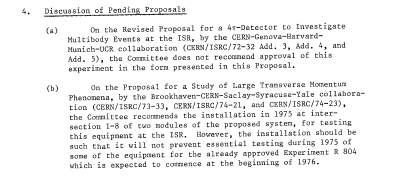 4. Discussion of Pending Proposals
(a) On the Revised Proposal for a 4v-Detector to Investigate
Multibody Events at the ISR, by the CERN-Genova-Harvard-
Munich-UCR collaboration (CERN/ISRC/72-32 Add. 3, Add. 4, and
Add. 5), the Committee does not recommend approval of this
experiment in the form presented in this Proposal.
(b) On the Proposal for a Study of Large Transverse Momentum
Phenomena, by the Brookhaven-CERN-Saclay-Syracuse-Yale collabora-
tion (CERN/ISRC/73-33, CERN/ISRC/74-21, and CERN/ISRC/74-23),
the Committee recommends the installation in 1975 at inter-
section I-8 of two modules of the proposed system, for testing
this equipment at the ISR. However, the installation should be
such that it will not prevent essential testing during 1975 of
some of the equipment for the already approved Experiment R 804
which is expected to commence at the beginning of 1976.